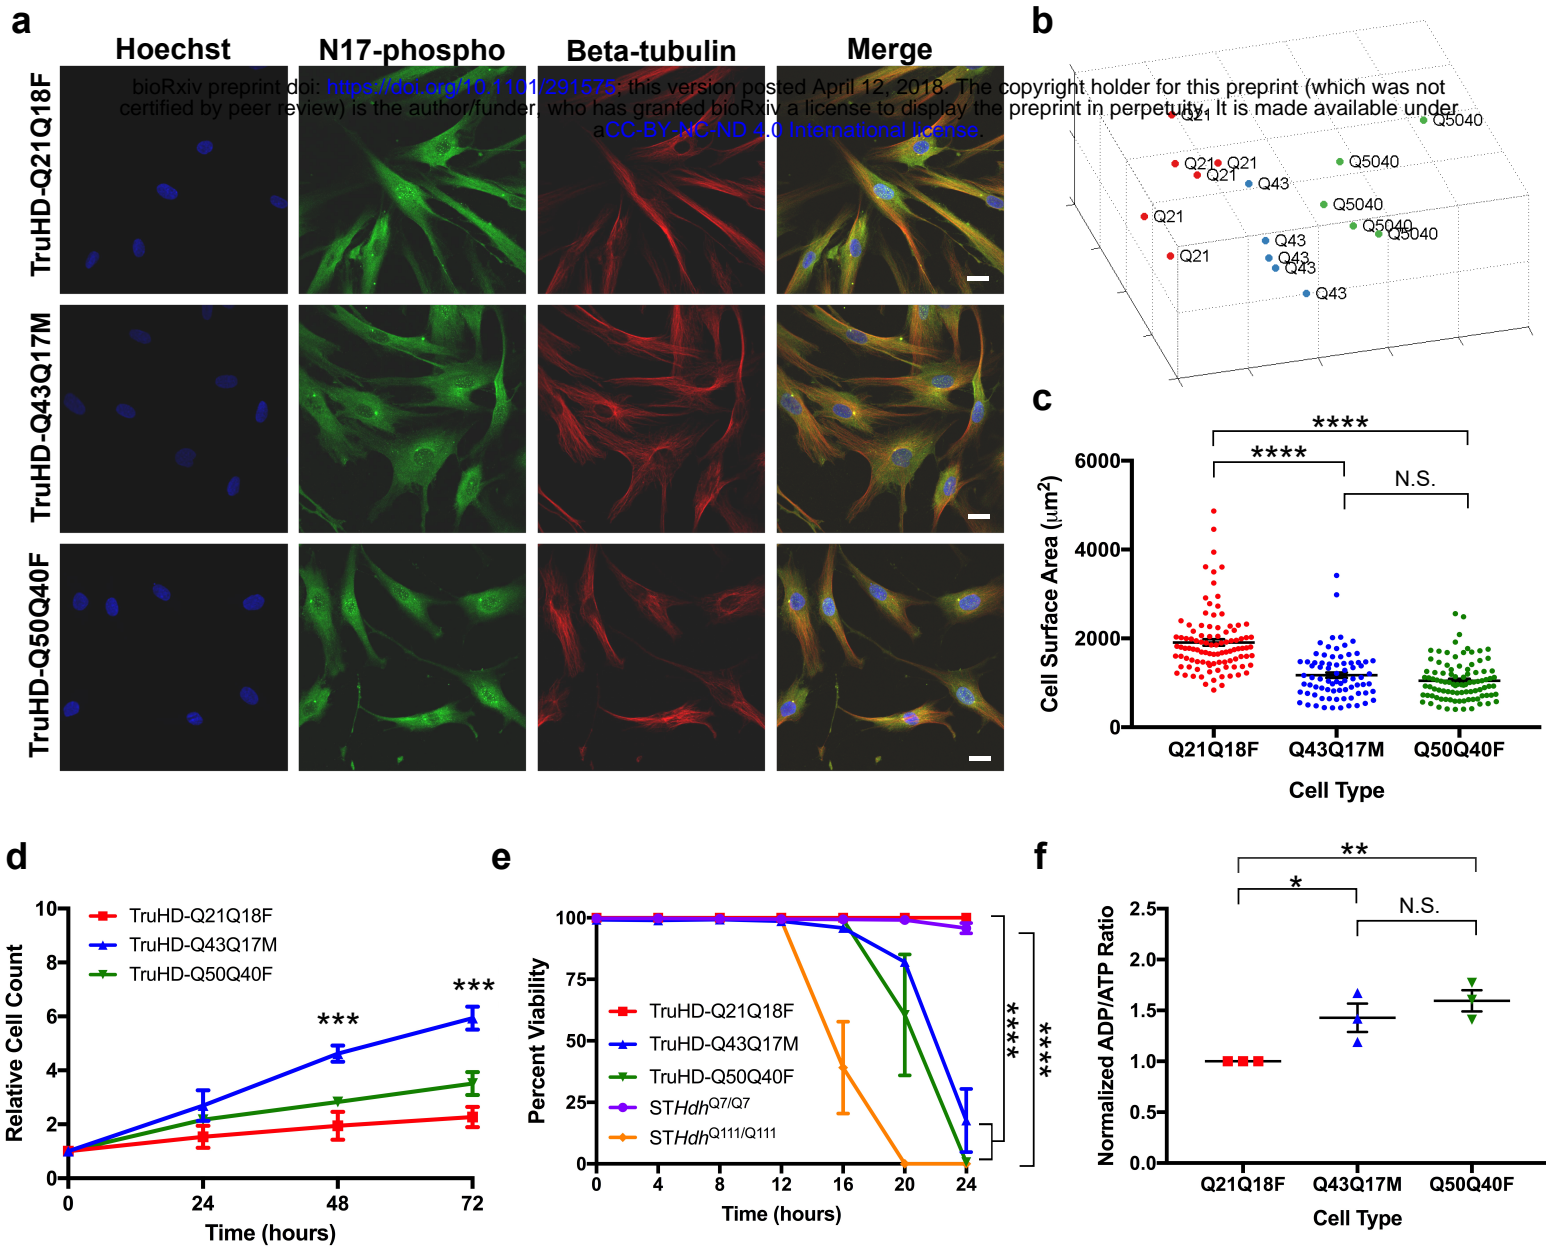 a
Hoechst N17-phospho Beta-tubulin Merge
bioRxiv preprint doi: https://doi.org/10.1101/291575; this version posted April 12, 2018. The copyright holder for this preprint (which was not
certified by peer review) is the author/funder, who has granted bioRxiv a license to display the preprint in perpetuity. It is made available under
aCC-BY-NC-ND 4.0 International license.
TruHD-Q21Q18F
TruHD-Q43Q17M
TruHD-Q50Q40F
b
Q21
Q5040
Q21 Q21 Q5040
Q21 Q43
Q5040
Q21
Q5040
Q5040
Q43
Q21 Q43
Q43
Q43
c
****
****
N.S.
6000
4000
2000
0
Cell Surface Area (μm²)
Q21Q18F Q43Q17M Q50Q40F
Cell Type
d
TruHD-Q21Q18F
TruHD-Q43Q17M
TruHD-Q50Q40F
***
***
10
8
6
4
2
0
Relative Cell Count
0 24 48 72
Time (hours)
e
100
75
50
25
0
Percent Viability
TruHD-Q21Q18F
TruHD-Q43Q17M
TruHD-Q50Q40F
STHdhQ7/Q7
STHdhQ111/Q111
****
****
0 4 8 12 16 20 24
Time (hours)
f
**
*
N.S.
2.5
2.0
1.5
1.0
0.5
0.0
Normalized ADP/ATP Ratio
Q21Q18F Q43Q17M Q50Q40F
Cell Type